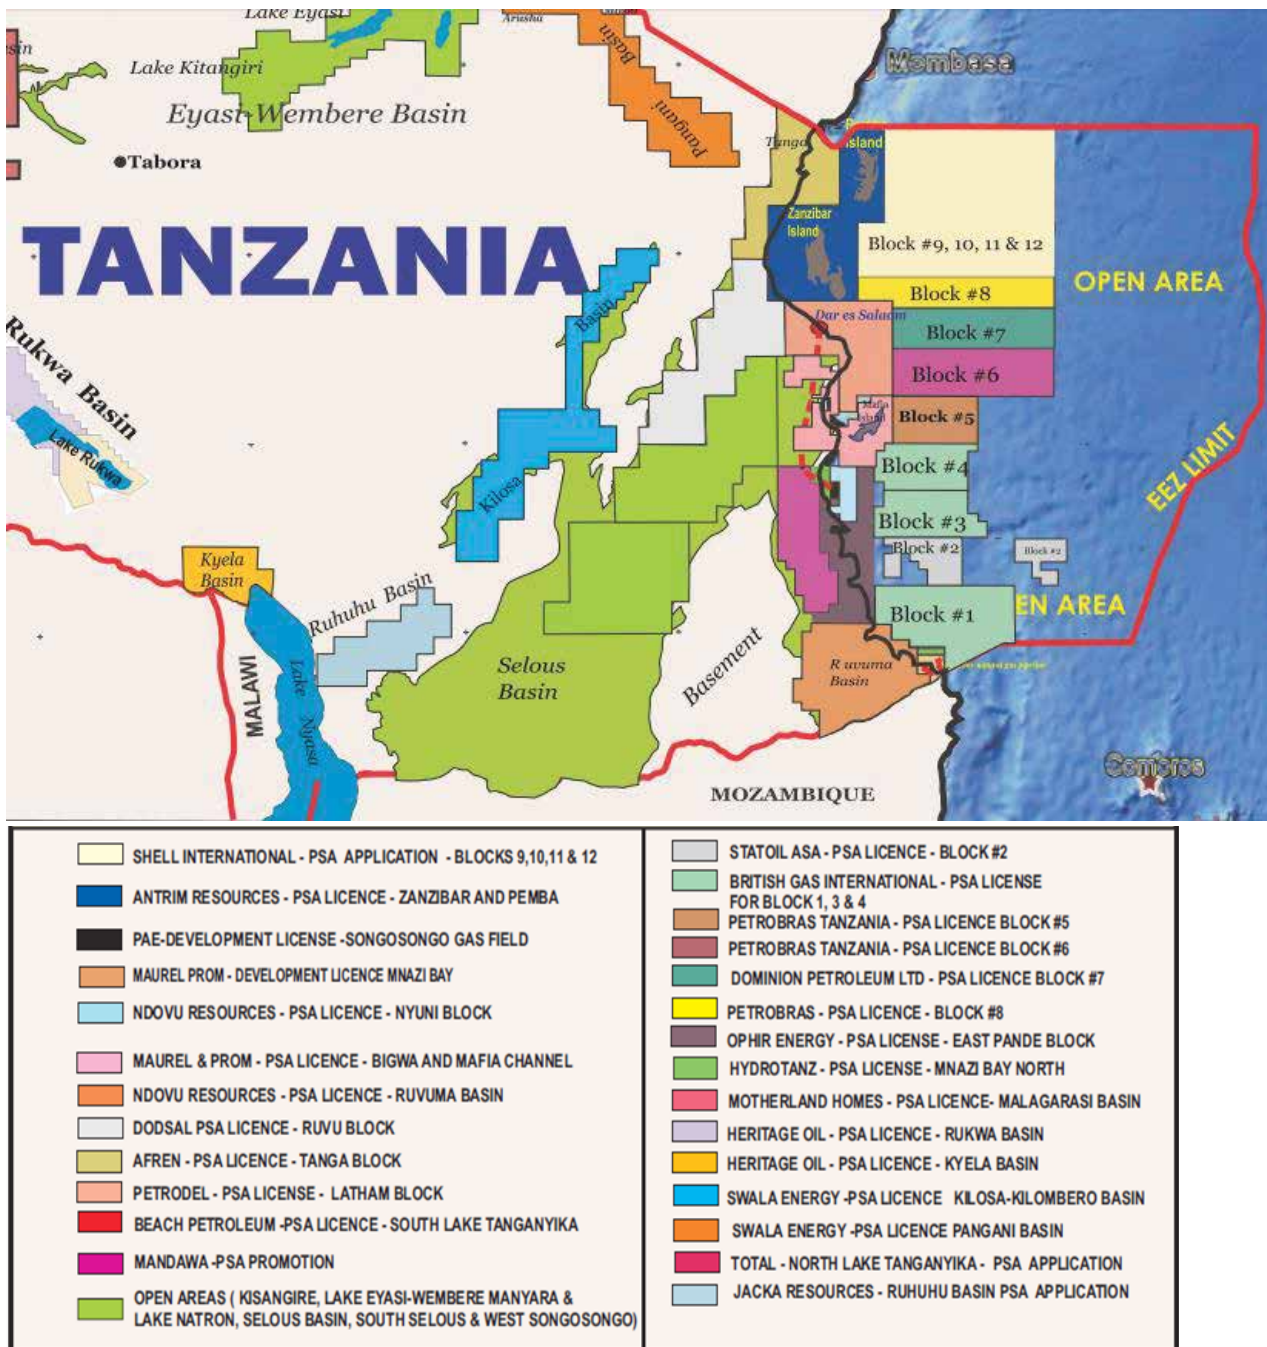 Lake Eyasi
Arusha
sin
Lake Kitangiri
Basin
Mombasa
Eyasi-Wembere Basin
Pangani
Tanga
Island
Tabora
Zanzibar
Island
TANZANIA
Block #9, 10, 11 & 12
OPEN AREA
Block #8
Basin
Dar es Salaam
Block #7
Rukwa Basin
Block #6
Mafia
Island
Block #5
Lake Rukwa
Block #4
EEZ LIMIT
Kilosa
Block #3
Block #2
Block #2
Kyela
Basin
Ruhuhu Basin
EN AREA
Block #1
Basement
Selous
Basin
R uvuma
Basin
MALAWI
Lake Nyasa
Comoros
MOZAMBIQUE
SHELL INTERNATIONAL - PSA APPLICATION - BLOCKS 9,10,11 & 12
ANTRIM RESOURCES - PSA LICENCE - ZANZIBAR AND PEMBA
PAE-DEVELOPMENT LICENSE -SONGOSONGO GAS FIELD
MAUREL PROM - DEVELOPMENT LICENCE MNAZI BAY
NDOVU RESOURCES - PSA LICENCE - NYUNI BLOCK
MAUREL & PROM - PSA LICENCE - BIGWA AND MAFIA CHANNEL
NDOVU RESOURCES - PSA LICENCE - RUVUMA BASIN
DODSAL PSA LICENCE - RUVU BLOCK
AFREN - PSA LICENCE - TANGA BLOCK
PETRODEL - PSA LICENSE - LATHAM BLOCK
BEACH PETROLEUM -PSA LICENCE - SOUTH LAKE TANGANYIKA
MANDAWA -PSA PROMOTION
OPEN AREAS ( KISANGIRE, LAKE EYASI-WEMBERE MANYARA &
LAKE NATRON, SELOUS BASIN, SOUTH SELOUS & WEST SONGOSONGO)
STATOIL ASA - PSA LICENCE - BLOCK #2
BRITISH GAS INTERNATIONAL - PSA LICENSE
FOR BLOCK 1, 3 & 4
PETROBRAS TANZANIA - PSA LICENCE BLOCK #5
PETROBRAS TANZANIA - PSA LICENCE BLOCK #6
DOMINION PETROLEUM LTD - PSA LICENCE BLOCK #7
PETROBRAS - PSA LICENCE - BLOCK #8
OPHIR ENERGY - PSA LICENSE - EAST PANDE BLOCK
HYDROTANZ - PSA LICENSE - MNAZI BAY NORTH
MOTHERLAND HOMES - PSA LICENCE- MALAGARASI BASIN
HERITAGE OIL - PSA LICENCE - RUKWA BASIN
HERITAGE OIL - PSA LICENCE - KYELA BASIN
SWALA ENERGY -PSA LICENCE KILOSA-KILOMBERO BASIN
SWALA ENERGY -PSA LICENCE PANGANI BASIN
TOTAL - NORTH LAKE TANGANYIKA - PSA APPLICATION
JACKA RESOURCES - RUHUHU BASIN PSA APPLICATION